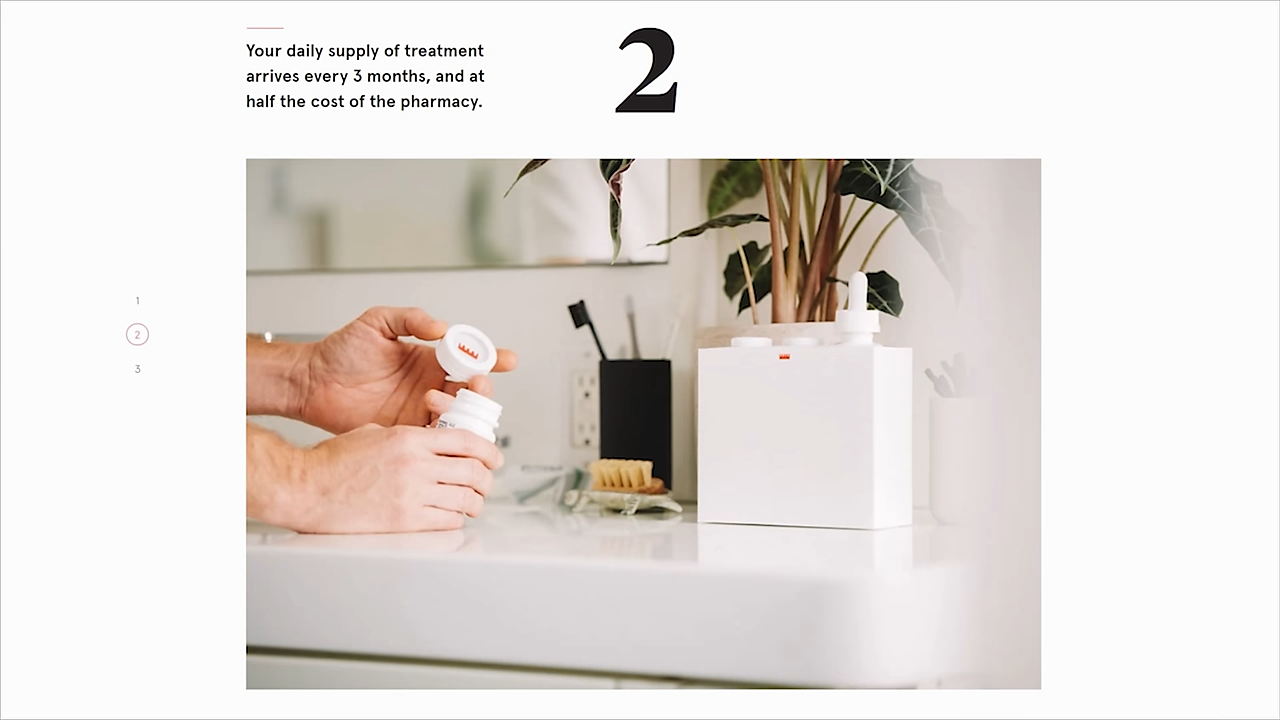 Your daily supply of treatment
arrives every 3 months, and at
half the cost of the pharmacy.
2
1
2
3